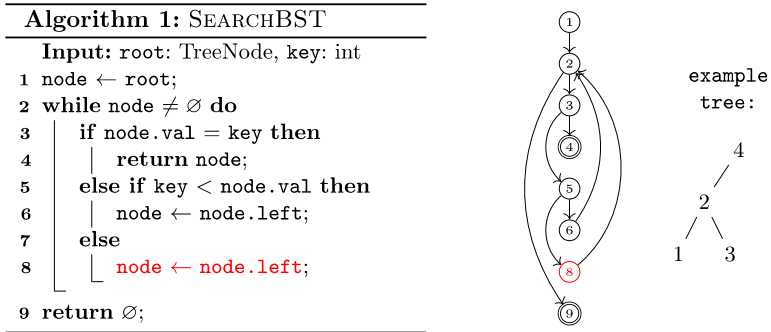 Algorithm 1: SEARCHBST
Input: root: TreeNode, key: int
1 node ← root;
2 while node ≠ ∅ do
3 if node.val = key then
4 return node;
5 else if key < node.val then
6 node ← node.left;
7 else
8 node ← node.left;
9 return ∅;
1
2
3
4
5
6
8
9
example
tree:
4
2
1 3